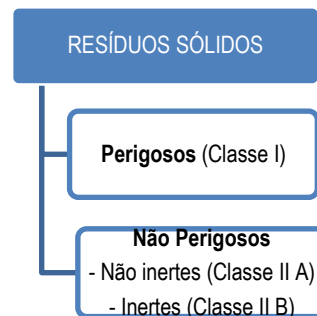 RESÍDUOS SÓLIDOS
Perigosos (Classe I)
Não Perigosos
- Não inertes (Classe II A)
- Inertes (Classe II B)